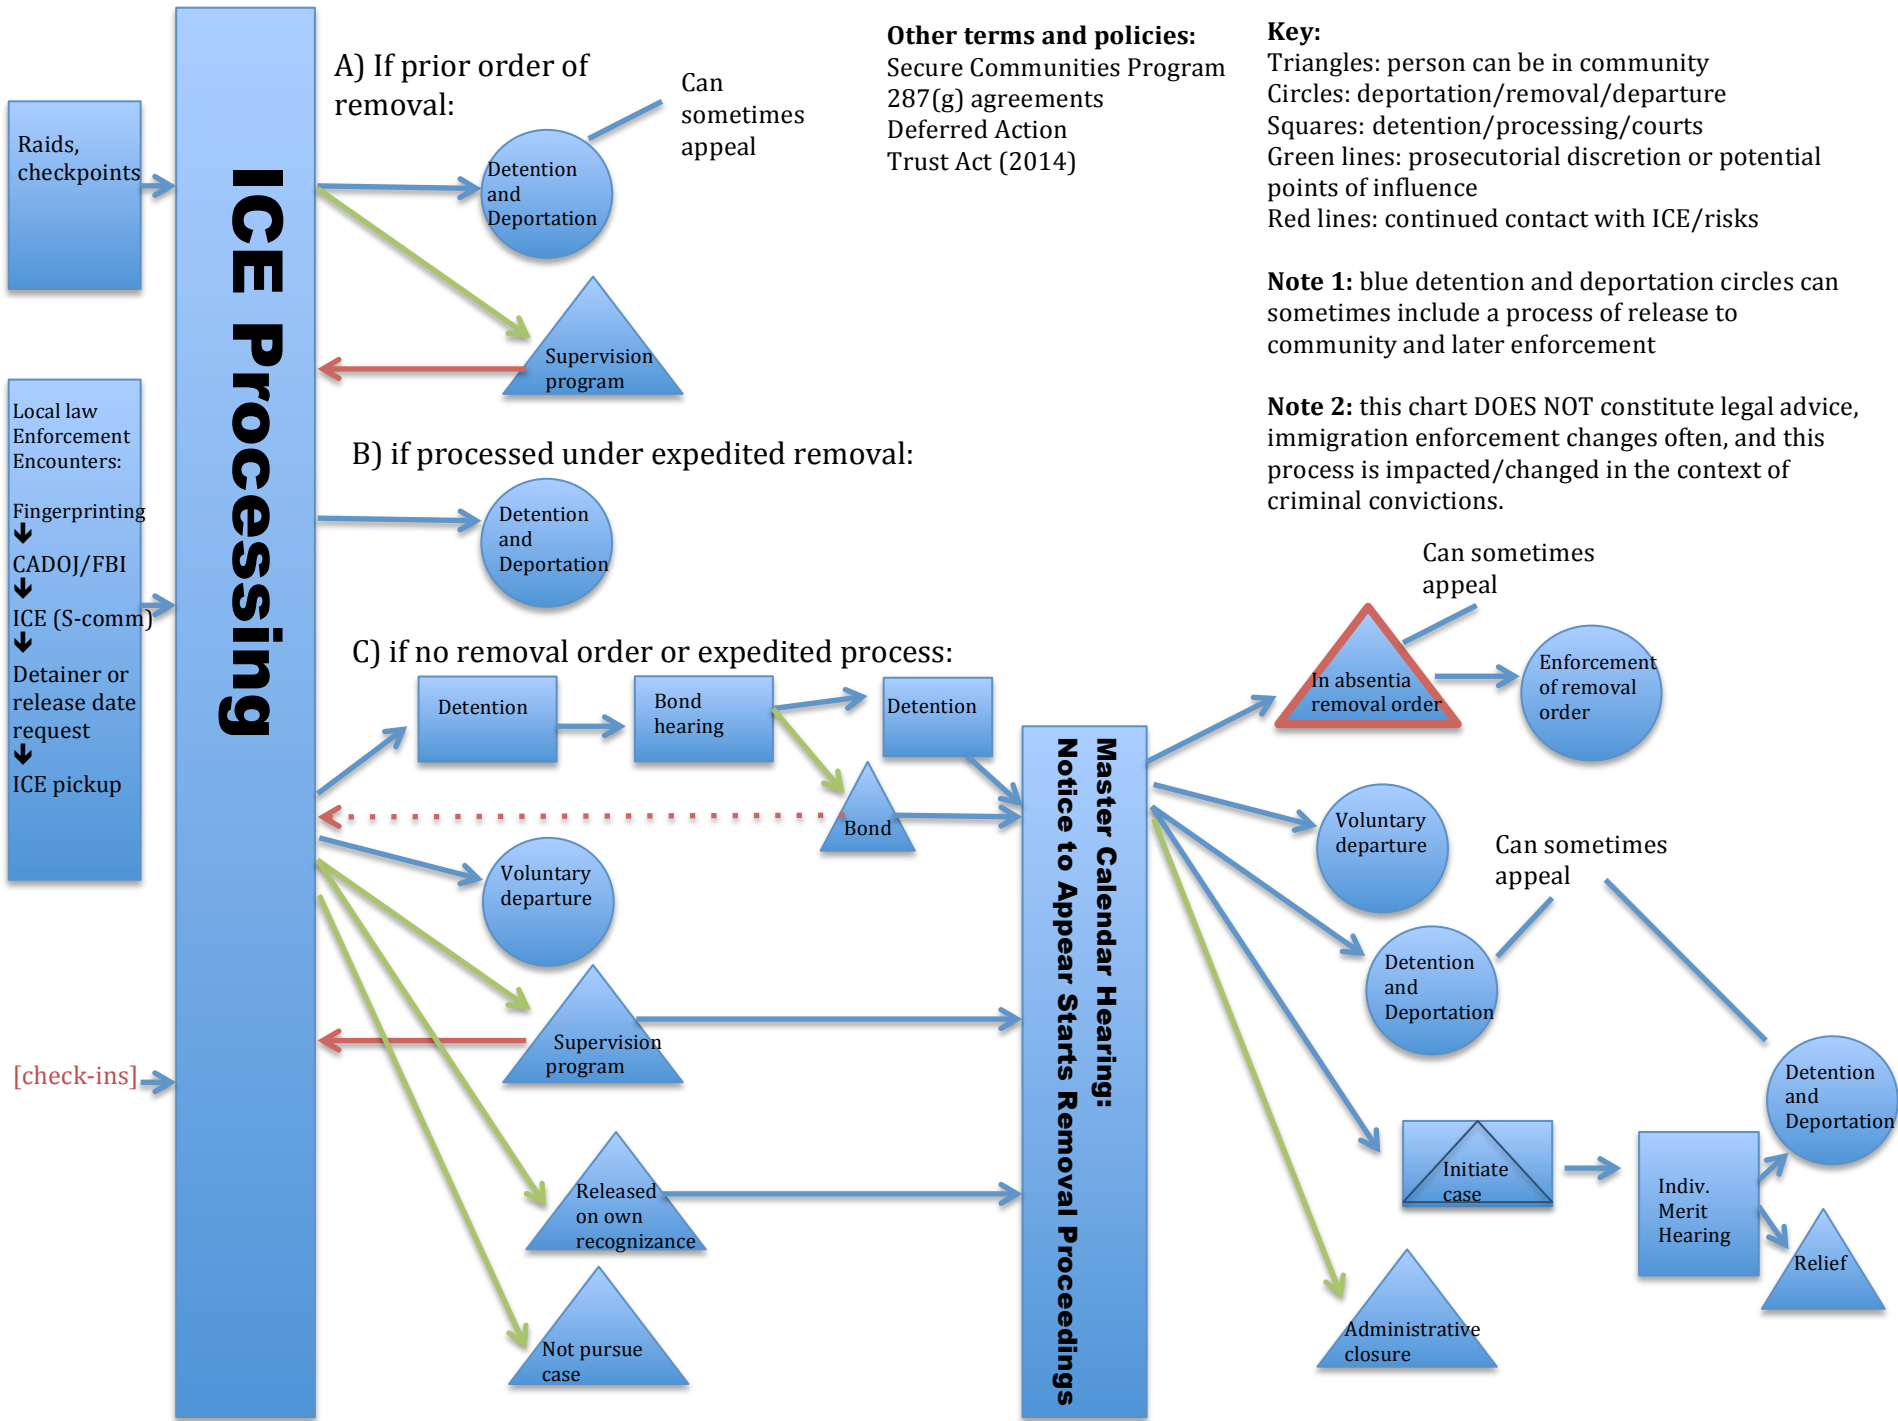 Raids,
checkpoints
Local law
Enforcement
Encounters:
Fingerprinting
CADOJ/FBI
ICE (S-comm)
Detainer or
release date
request
ICE pickup
[check-ins]
ICE Processing
A) If prior order of
removal:
Detention
and
Deportation
Can
sometimes
appeal
Supervision
program
B) if processed under expedited removal:
Detention
and
Deportation
C) if no removal order or expedited process:
Detention
Bond
hearing
Detention
Bond
Voluntary
departure
Supervision
program
Released
on own
recognizance
Not pursue
case
Other terms and policies:
Secure Communities Program
287(g) agreements
Deferred Action
Trust Act (2014)
Key:
Triangles: person can be in community
Circles: deportation/removal/departure
Squares: detention/processing/courts
Green lines: prosecutorial discretion or potential
points of influence
Red lines: continued contact with ICE/risks
Note 1: blue detention and deportation circles can
sometimes include a process of release to
community and later enforcement
Note 2: this chart DOES NOT constitute legal advice,
immigration enforcement changes often, and this
process is impacted/changed in the context of
criminal convictions.
Master Calendar Hearing:
Notice to Appear Starts Removal Proceedings
Can sometimes
appeal
In absentia
removal order
Enforcement
of removal
order
Voluntary
departure
Can sometimes
appeal
Detention
and
Deportation
Initiate
case
Indiv.
Merit
Hearing
Detention
and
Deportation
Relief
Administrative
closure